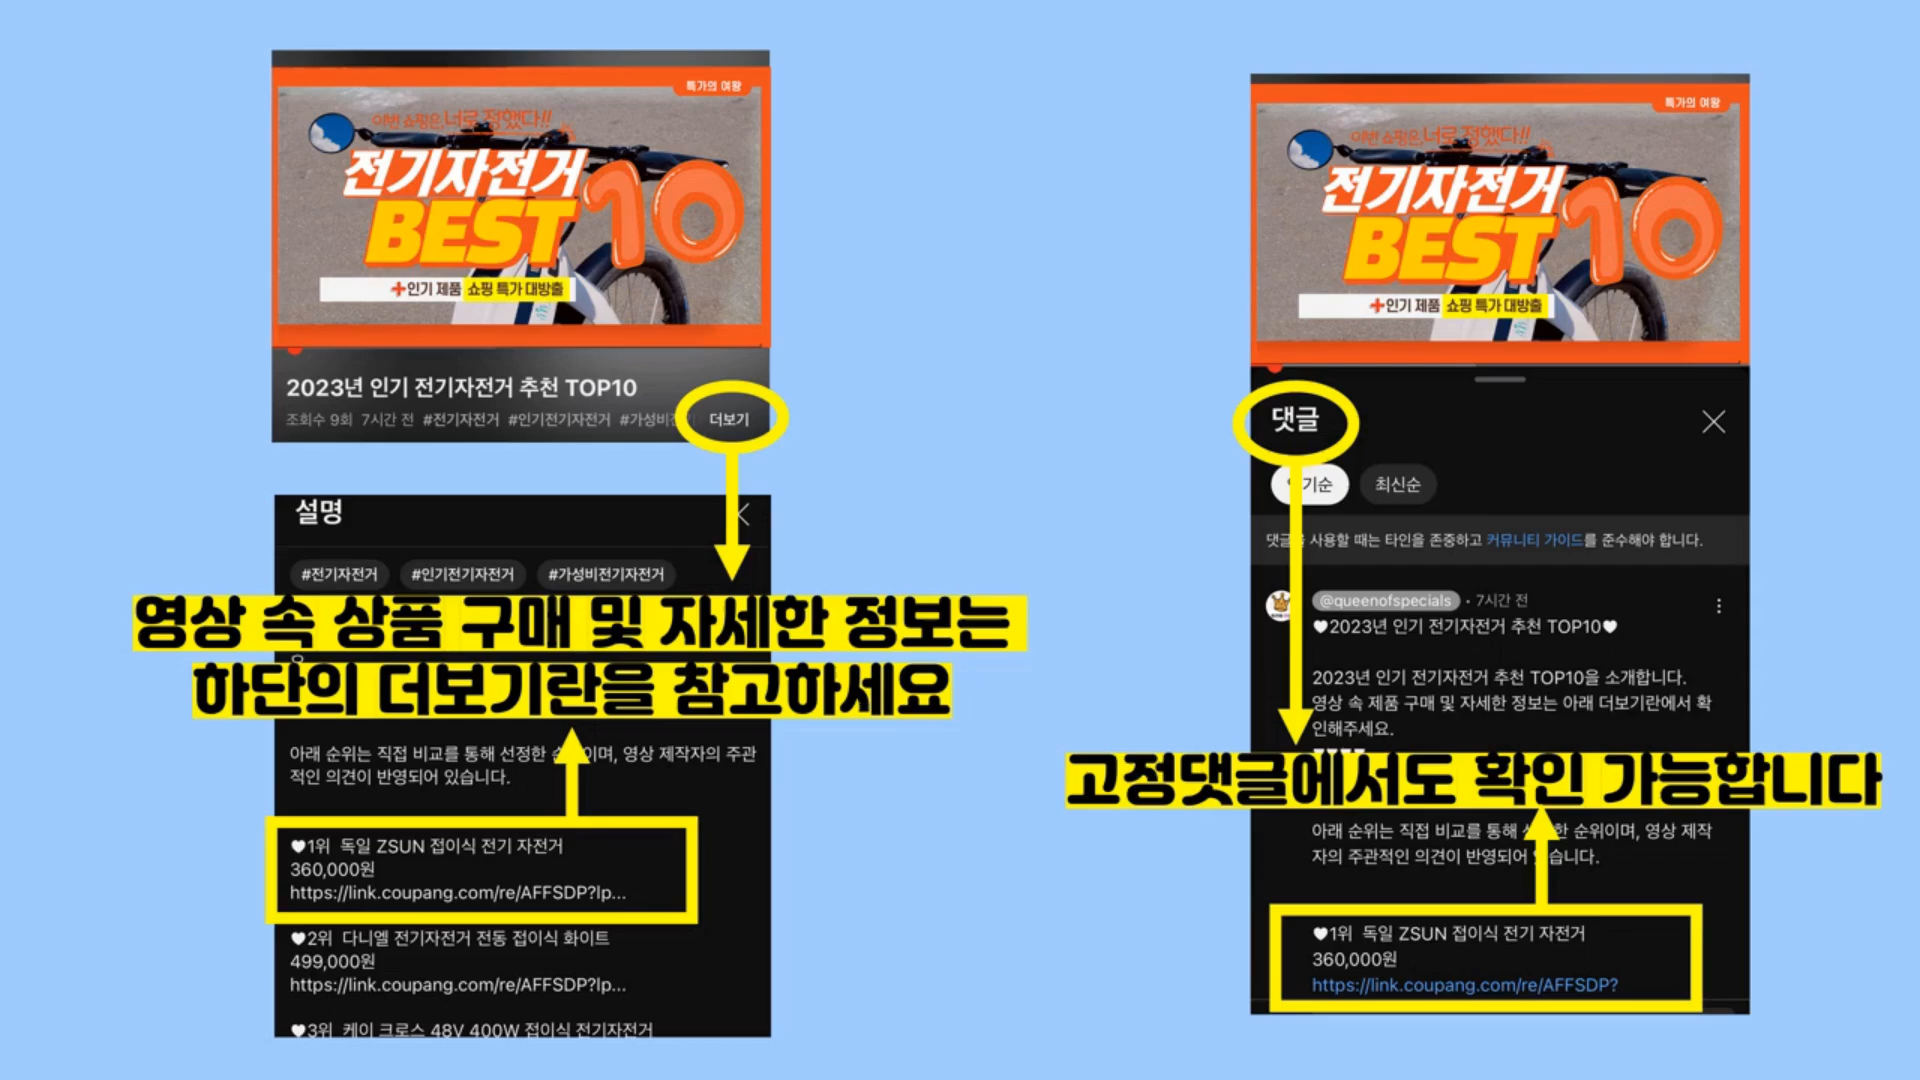 특가의 여왕
이번 쇼핑은, 너로 정했다!!
전기자전거
BEST 10
+인기 제품 쇼핑 특가 대방출
2023년 인기 전기자전거 추천 TOP10
조회수 9회 7시간 전 #전기자전거 #인기전기자전거 #가성비전기
더보기
설명
#전기자전거 #인기전기자전거 #가성비전기자전거
영상 속 상품 구매 및 자세한 정보는
하단의 더보기란을 참고하세요
아래 순위는 직접 비교를 통해 선정한 순위이며, 영상 제작자의 주관
적인 의견이 반영되어 있습니다.
♥1위 독일 ZSUN 접이식 전기 자전거
360,000원
https://link.coupang.com/re/AFFSDP?lp...
♥2위 다니엘 전기자전거 전동 접이식 화이트
499,000원
https://link.coupang.com/re/AFFSDP?lp...
♥3위 케이 크로스 48V 400W 접이식 전기자전거
특가의 여왕
이번 쇼핑은, 너로 정했다!!
전기자전거
BEST 10
+인기 제품 쇼핑 특가 대방출
댓글
인기순 최신순
댓글을 사용할 때는 타인을 존중하고 커뮤니티 가이드를 준수해야 합니다.
@queenofspecials · 7시간 전
♥2023년 인기 전기자전거 추천 TOP10♥
2023년 인기 전기자전거 추천 TOP10을 소개합니다.
영상 속 제품 구매 및 자세한 정보는 아래 더보기란에서 확
인해주세요.
고정댓글에서도 확인 가능합니다
아래 순위는 직접 비교를 통해 선정한 순위이며, 영상 제작
자의 주관적인 의견이 반영되어 있습니다.
♥1위 독일 ZSUN 접이식 전기 자전거
360,000원
https://link.coupang.com/re/AFFSDP?